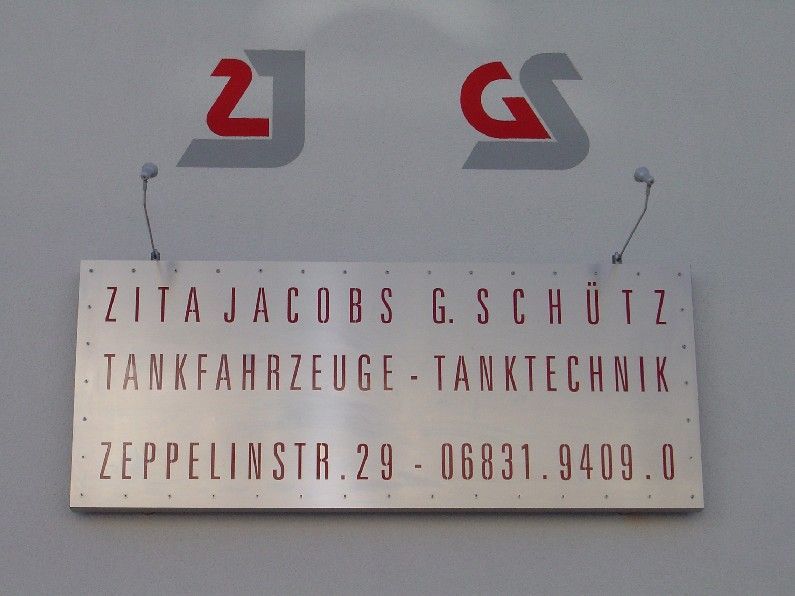 ZJ GS
ZITA JACOBS G. SCHÜTZ
TANKFAHRZEUGE - TANKTECHNIK
ZEPPELINSTR. 29 - 06831.9409.0